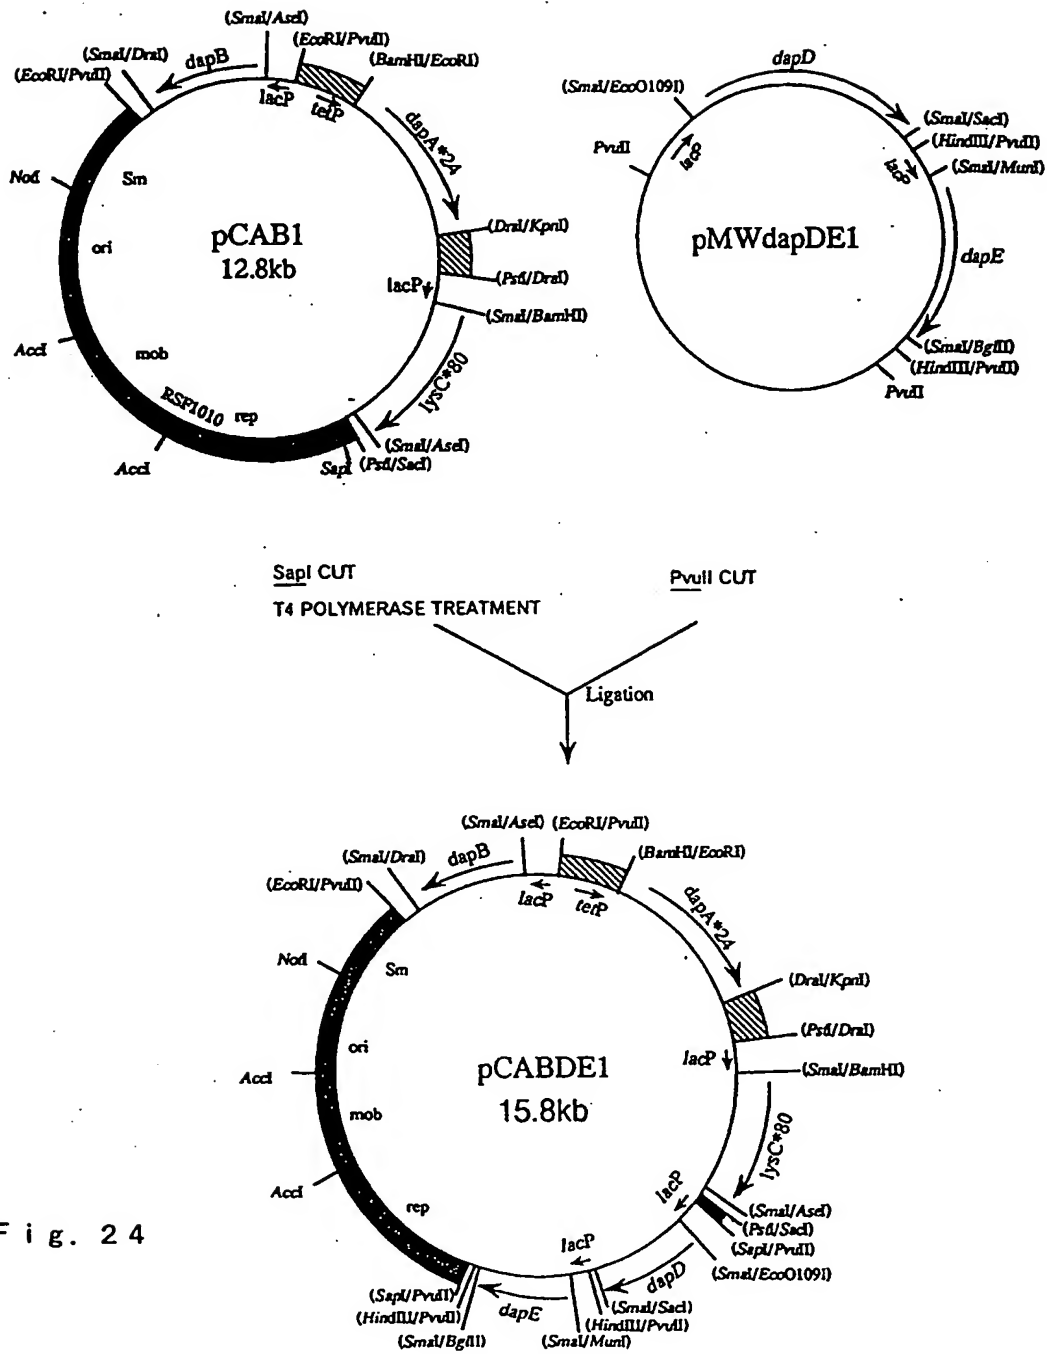 (SmaI/AseI)
(EcoRI/PvuII)
(SmaI/DraI)
dapB
(BamHI/EcoRI)
(EcoRI/PvuII)
lacP
tetP
dapA*24
NotI
Sm
(DraI/KpnI)
ori
pCAB1
12.8kb
(PstI/DraI)
lacP
(SmaI/BamHI)
AccI
mob
lysC*80
RSF1010
rep
(SmaI/AseI)
AccI
SapI
(PstI/SacI)
dapD
(SmaI/EcoO109I)
(SmaI/SacI)
(HindIII/PvuII)
PvuII
lacP
lacP
(SmaI/MunI)
pMWdapDE1
dapE
(SmaI/BglII)
(HindIII/PvuII)
PvuII
SapI CUT
PvuII CUT
T4 POLYMERASE TREATMENT
Ligation
(SmaI/AseI)
(EcoRI/PvuII)
(SmaI/DraI)
dapB
(BamHI/EcoRI)
(EcoRI/PvuII)
lacP
tetP
dapA*24
NotI
Sm
(DraI/KpnI)
(PstI/DraI)
ori
lacP
AccI
pCABDE1
(SmaI/BamHI)
15.8kb
mob
lysC*80
AccI
lacP
rep
(SmaI/AseI)
(PstI/SacI)
(SapI/PvuII)
Fig. 24
lacP
(SmaI/EcoO109I)
dapD
(SapI/PvuII)
dapE
(SmaI/SacI)
(HindIII/PvuII)
(HindIII/PvuII)
(SmaI/BglII)
(SmaI/MunI)